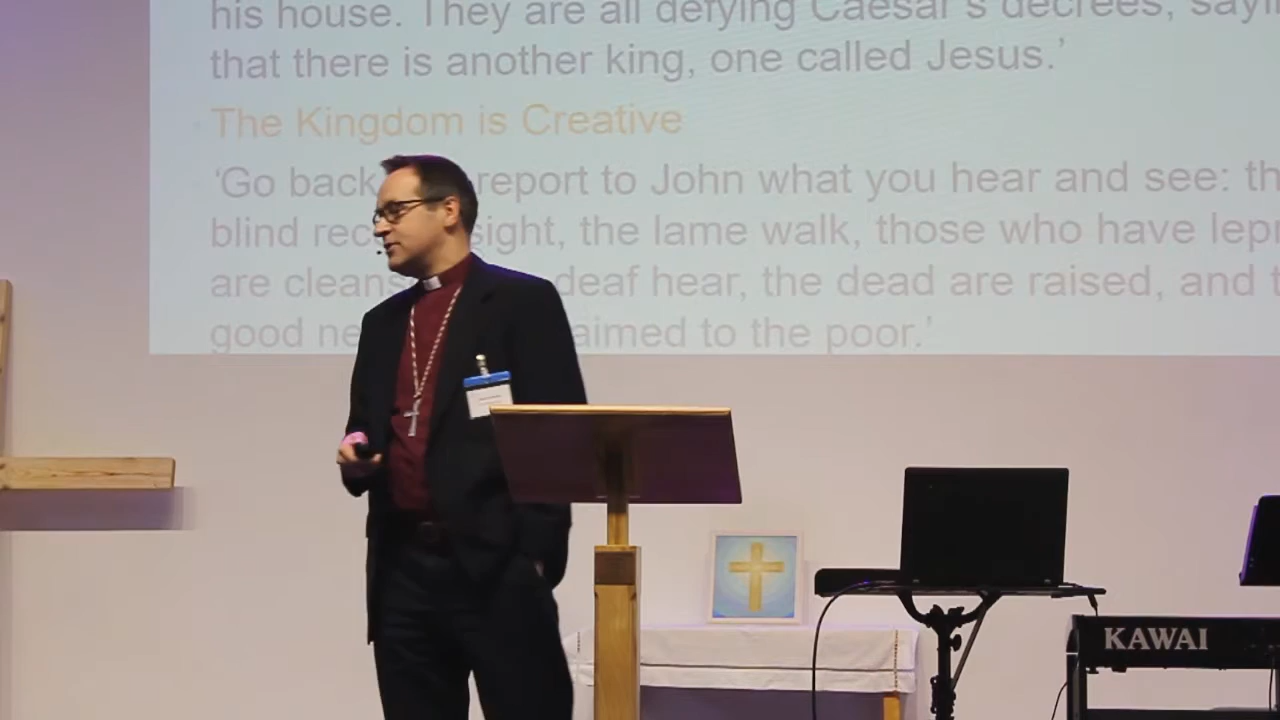 his house. They are all defying Caesar's decrees, sayi
that there is another king, one called Jesus.'
The Kingdom is Creative
'Go back report to John what you hear and see: th
blind rec sight, the lame walk, those who have lepr
are cleans deaf hear, the dead are raised, and t
good ne aimed to the poor.'
KAWAI